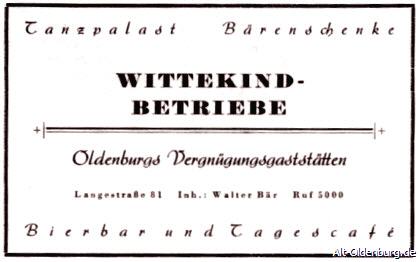 Tanzpalast Bärenschenke
WITTEKIND-
BETRIEBE
Oldenburgs Vergnügungsgaststätten
Langestraße 81 Inh.: Walter Bär Ruf 5000
Bierbar und Tagescafé
Alt-Oldenburg.de